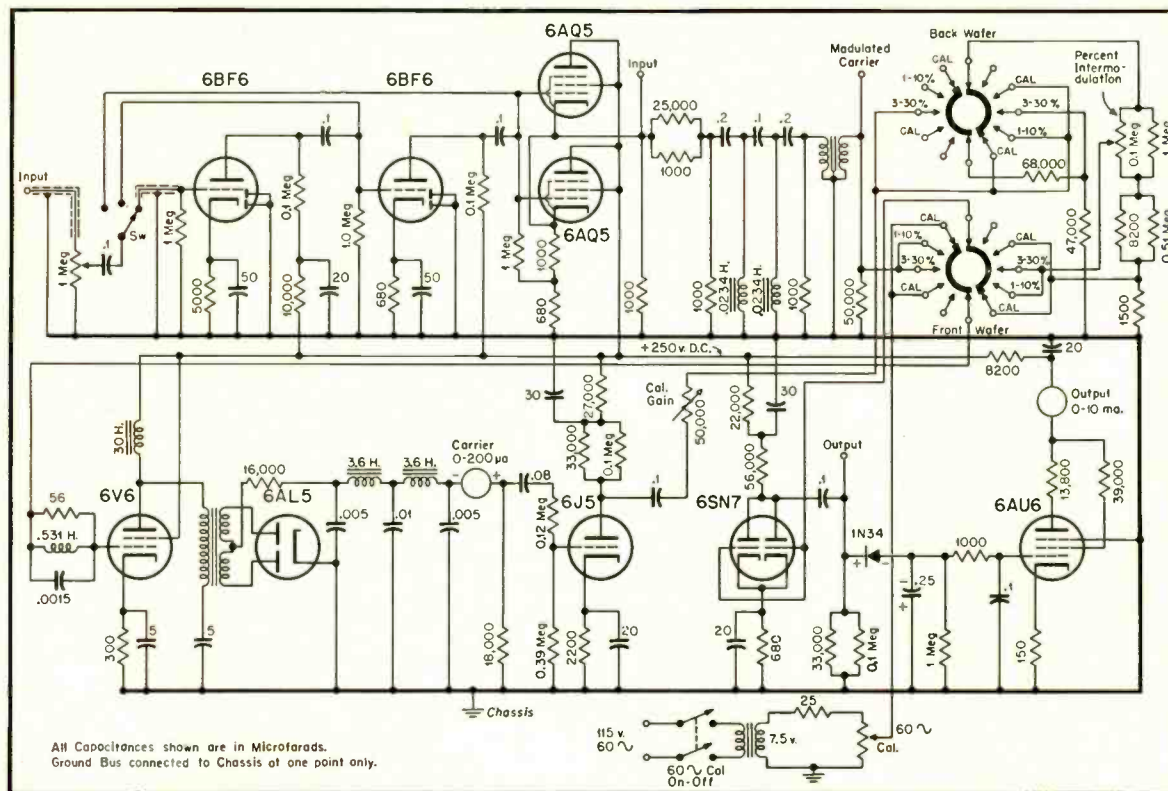 6AQ5
6BF6
6BF6
Input
Modulated
Carrier
Back Wafer
Percent
Intermo-
dulation
CAL
CAL
1-10%
3-30%
3-30%
CAL
1-10%
CAL
CAL
25,000
1000
.2
.1
.2
.1
.1
Input
Sw
.1
1 Meg
1 Meg
0.1 Meg
1.0 Meg
0.1 Meg
6AQ5
1 Meg
1000
5000
50
10,000
20
680
50
680
1000
1000
.0234 H.
.0234 H.
1000
50,000
68,000
47,000
0.1 Meg
1 Meg
8200
0.51 Meg
1500
CAL
CAL
1-10%
3-30%
3-30%
CAL
1-10%
CAL
CAL
Front Wafer
+250 v. D.C.
8200
20
30 H.
30
27,000
33,000
0.1 Meg
Cal.
Gain
50,000
22,000
30
56,000
Output
Output
0-10 ma.
16,000
3.6 H.
3.6 H.
Carrier
0-200 μa
.08
6V6
6AL5
56
.531 H.
.0015
.005
.01
.005
0.12 Meg
6J5
.1
6SN7
.1
1N34
13,800
39,000
6AU6
1000
.25
.1
300
5
5
18,000
0.39 Meg
2200
20
20
680
33,000
0.1 Meg
1 Meg
150
Chassis
115 v.
60 ~
7.5 v.
25
60 ~
Cal.
60 ~ Cal
On-Off
All Capacitances shown are in Microfarads.
Ground Bus connected to Chassis at one point only.